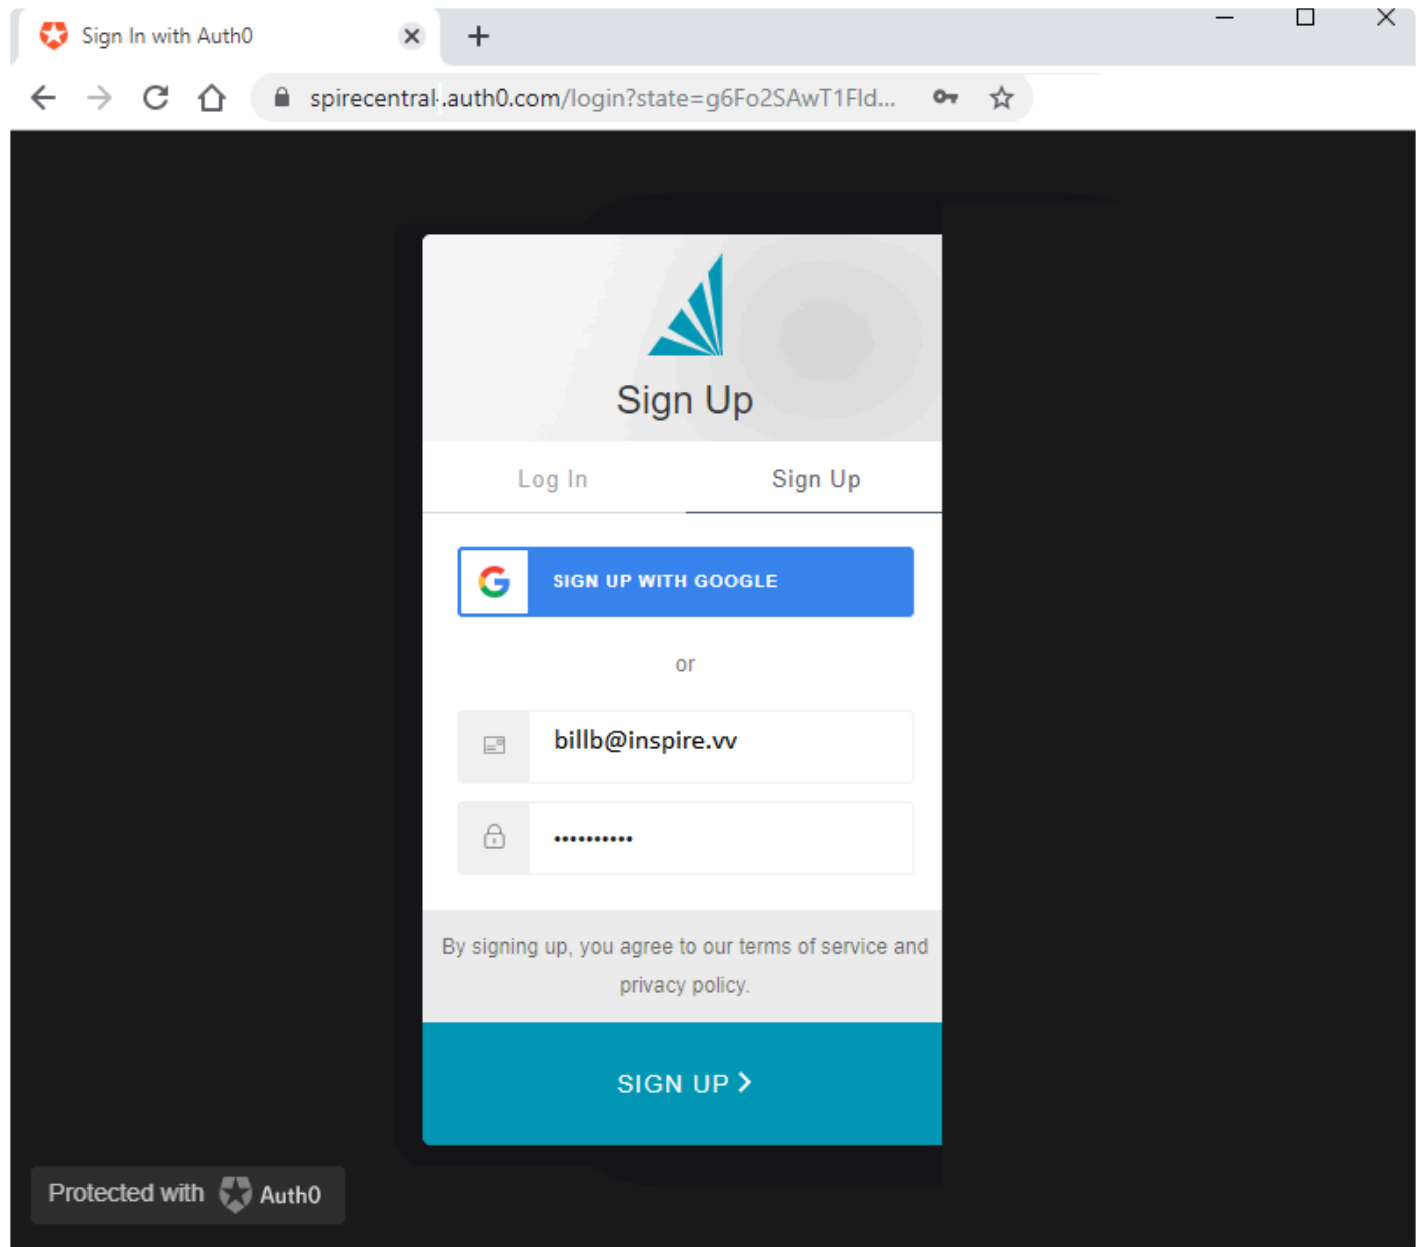 Sign In with Auth0
spirecentral-.auth0.com/login?state=g6Fo2SAwT1Fld...
Sign Up
Log In
Sign Up
SIGN UP WITH GOOGLE
or
billb@inspire.vv
••••••••••
By signing up, you agree to our terms of service and
privacy policy.
SIGN UP
Protected with Auth0